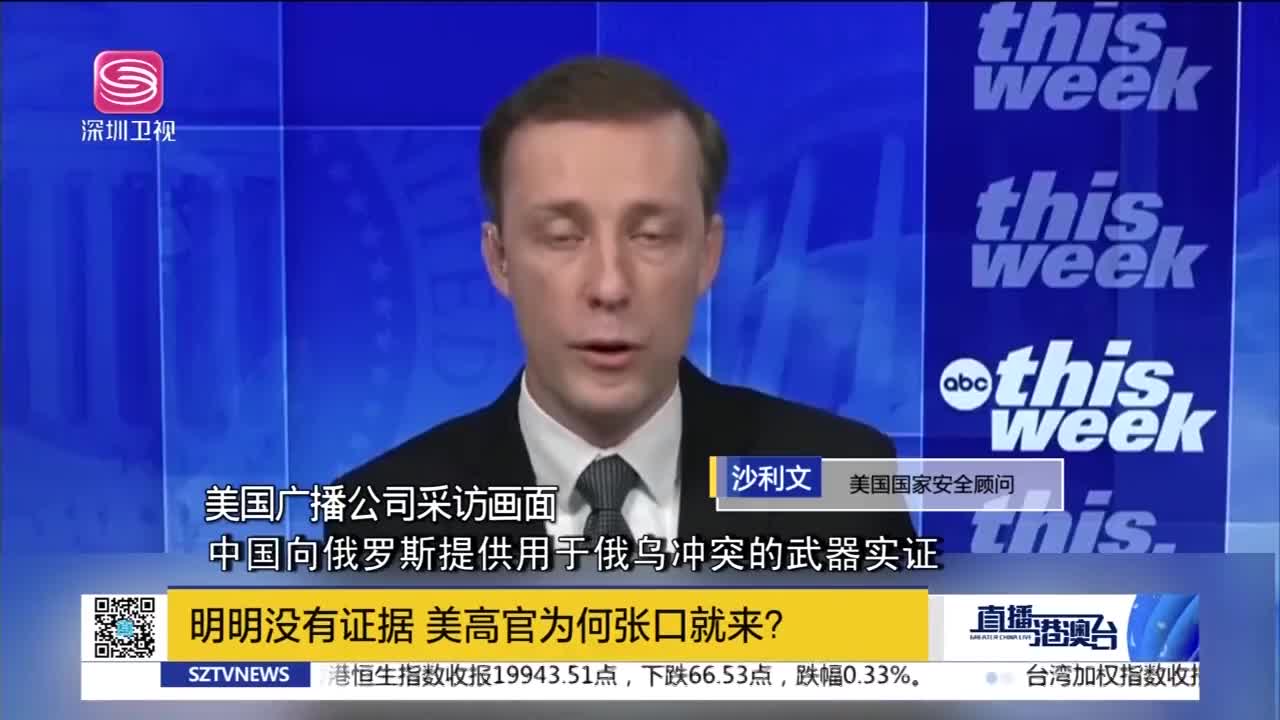 深圳卫视
this
week
this
week
abc this
week
this
沙利文 美国国家安全顾问
美国广播公司采访画面
中国向俄罗斯提供用于俄乌冲突的武器实证
明明没有证据 美高官为何张口就来?
直播港澳台
GREATER CHINA LIVE
SZTVNEWS 港恒生指数收报19943.51点，下跌66.53点，跌幅0.33%。 台湾加权指数收报